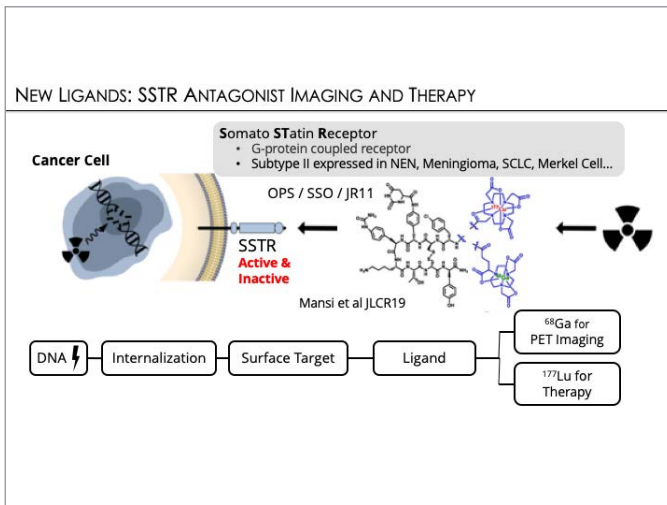 NEW LIGANDS: SSTR ANTAGONIST IMAGING AND THERAPY
Somato STatin Receptor
• G-protein coupled receptor
• Subtype II expressed in NEN, Meningioma, SCLC, Merkel Cell...
Cancer Cell
OPS / SSO / JR11
SSTR
Active &
Inactive
Mansi et al JLCR19
DNA
Internalization
Surface Target
Ligand
⁶⁸Ga for
PET Imaging
¹⁷⁷Lu for
Therapy